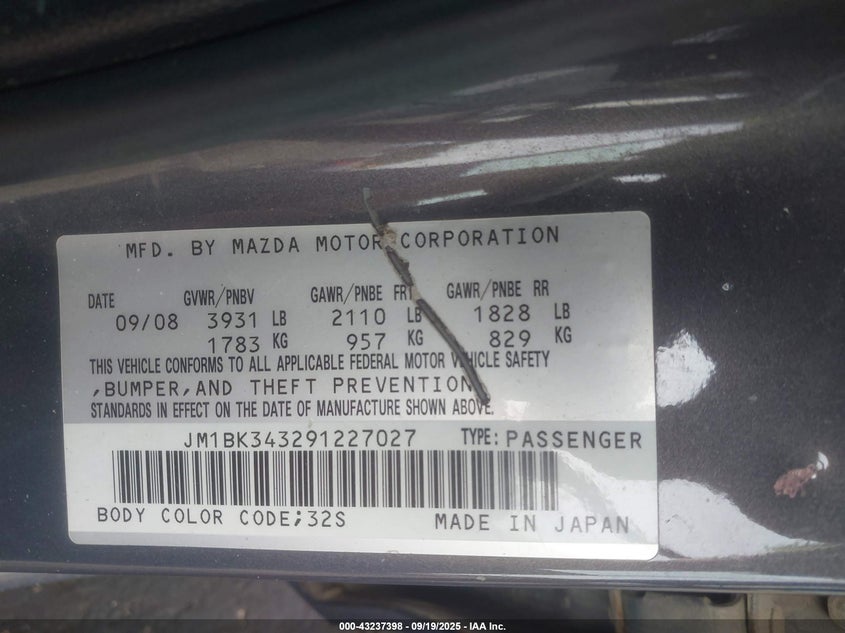 MFD. BY MAZDA MOTOR CORPORATION
DATE GVWR/PNBV GAWR/PNBE FRT GAWR/PNBE RR
09/08 3931 LB 2110 LB 1828 LB
1783 KG 957 KG 829 KG
THIS VEHICLE CONFORMS TO ALL APPLICABLE FEDERAL MOTOR VEHICLE SAFETY
,BUMPER,AND THEFT PREVENTION
STANDARDS IN EFFECT ON THE DATE OF MANUFACTURE SHOWN ABOVE.
JM1BK343291227027 TYPE: PASSENGER
BODY COLOR CODE;32S MADE IN JAPAN
000-43237398 - 09/19/2025 - IAA Inc.